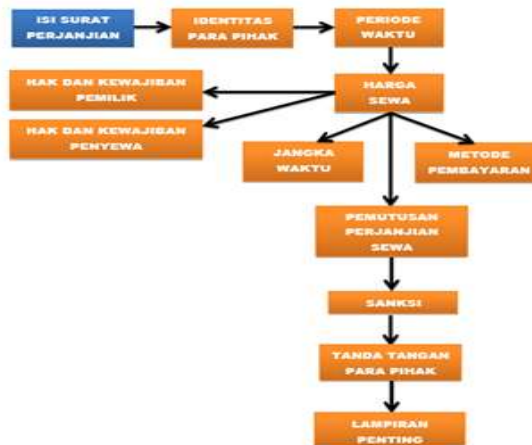 ISI SURAT
PERJANJIAN
IDENTITAS
PARA PIHAK
PERIODE
WAKTU
HAK DAN KEWAJIBAN
PEMILIK
HARGA
SEWA
HAK DAN KEWAJIBAN
PENYEWA
JANGKA
WAKTU
METODE
PEMBAYARAN
PEMUTUSAN
PERJANJIAN
SEWA
SANKSI
TANDA TANGAN
PARA PIHAK
LAMPIRAN
PENTING